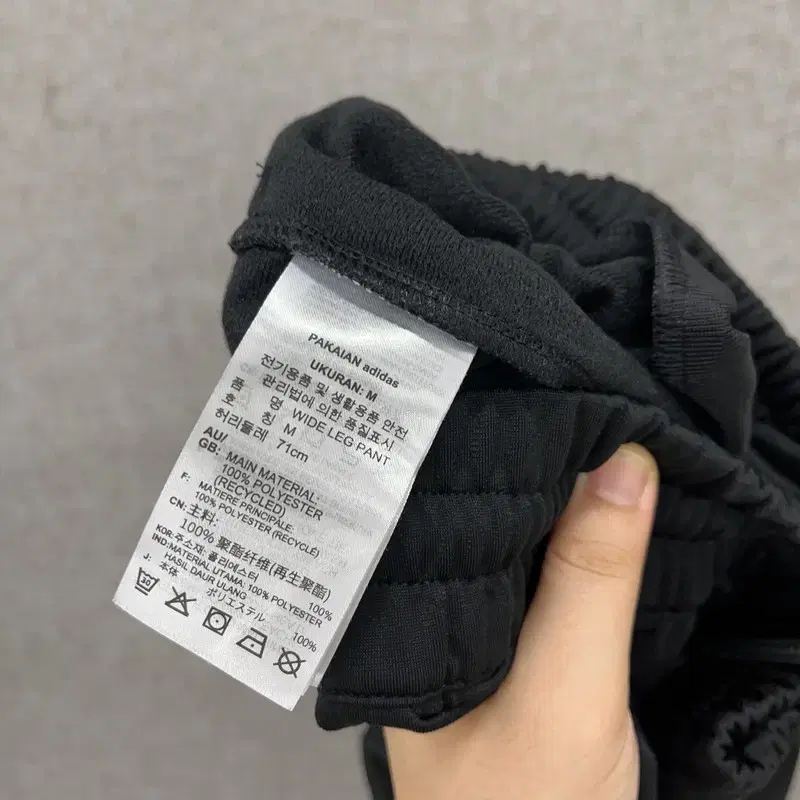 PAKAIAN adidas
UKURAN: M
전기용품 및 생활용품 안전
관리법에 의한 품질표시
품 명 WIDE LEG PANT
호 칭 M
허리둘레 71cm
AU/
GB: MAIN MATERIAL:
100% POLYESTER
(RECYCLED)
F: MATIÈRE PRINCIPALE:
100% POLYESTER (RECYCLÉ)
CN: 主料:
100% 聚酯纤维(再生聚酯)
KOR: 주소재: 폴리에스터 100%
IND: MATERIAL UTAMA: 100% POLYESTER
HASIL DAUR ULANG
J: 本体
ポリエステル 100%
30